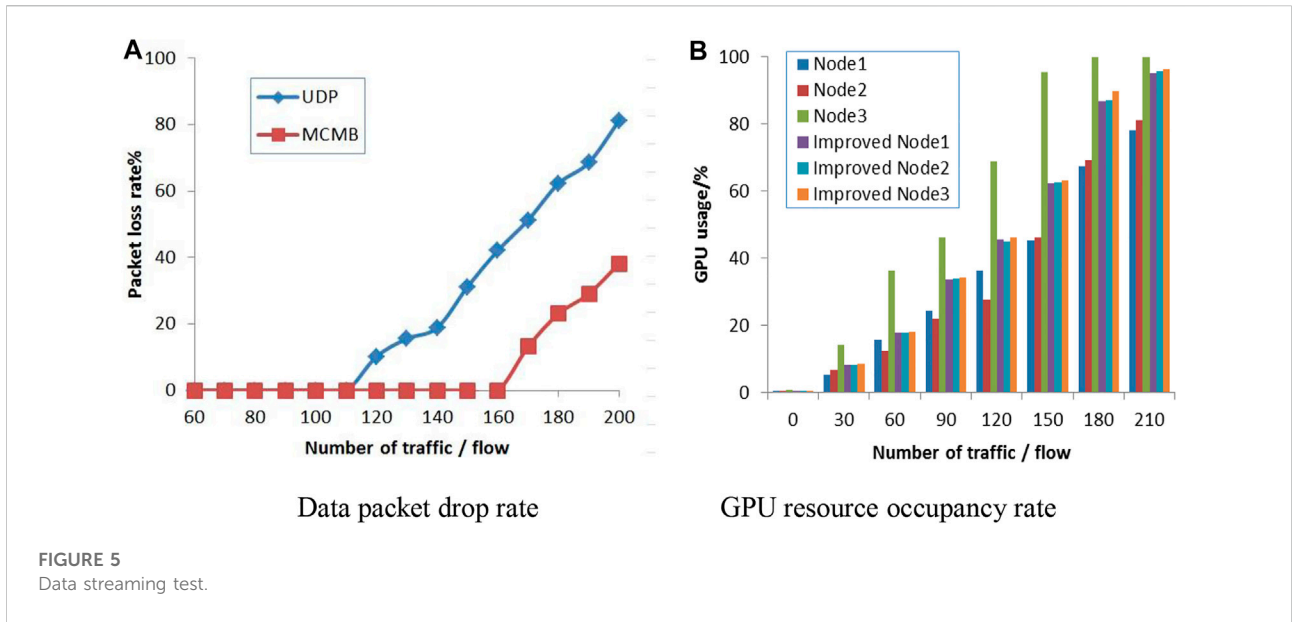 A
100
80
60
40
20
0
Packet loss rate%
UDP
MCMB
60 80 100 120 140 160 180 200
Number of traffic / flow
Data packet drop rate
B
100
80
60
40
20
0
GPU usage/%
Node1
Node2
Node3
Improved Node1
Improved Node2
Improved Node3
0 30 60 90 120 150 180 210
Number of traffic / flow
GPU resource occupancy rate
FIGURE 5
Data streaming test.